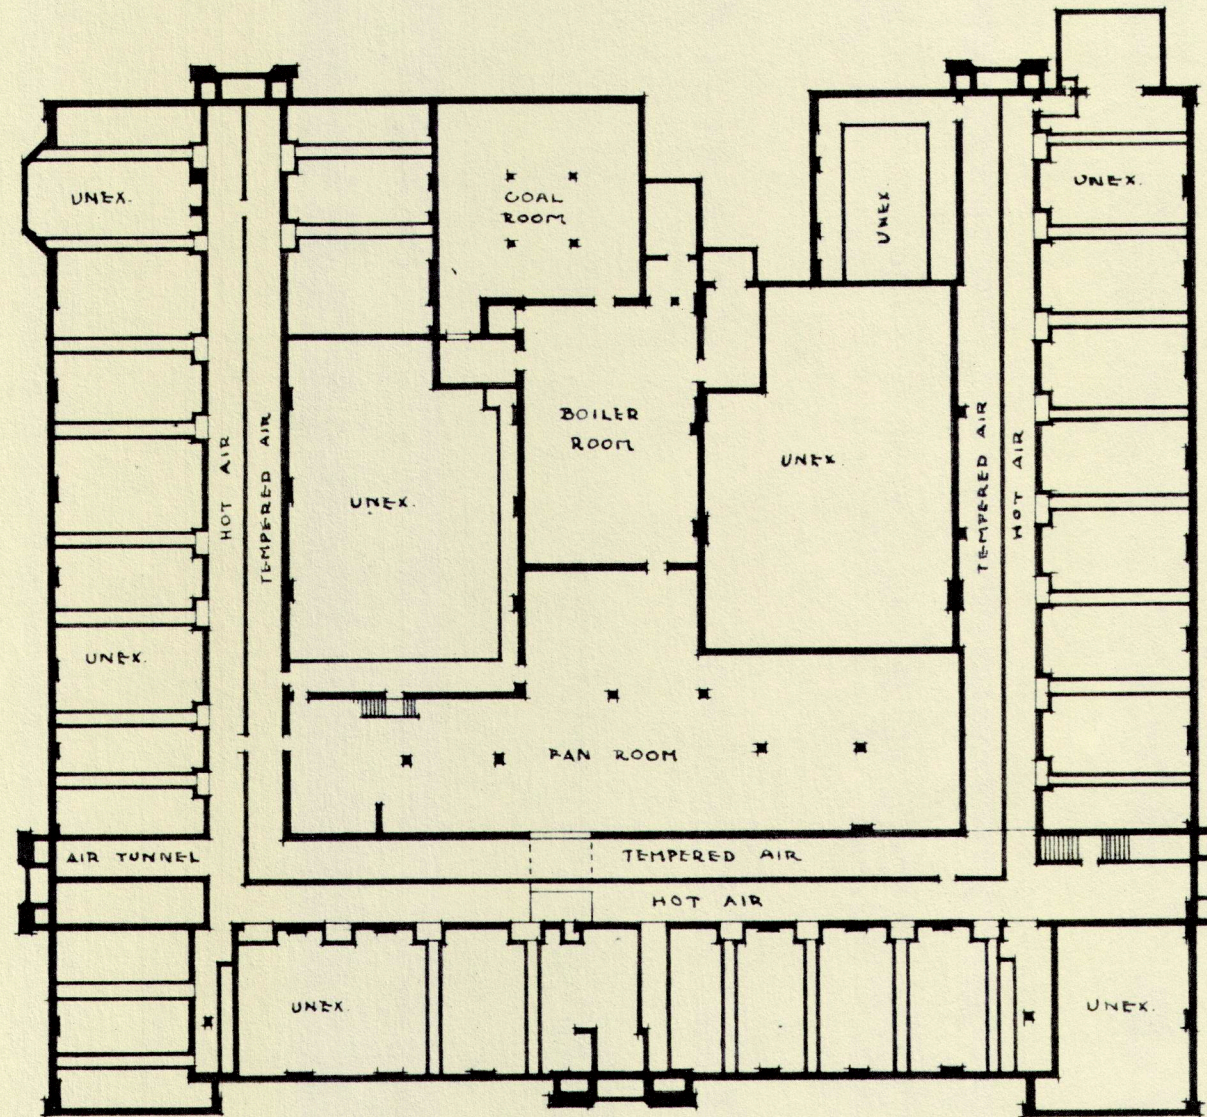 UNEX.
COAL
ROOM
UNEX.
UNEX.
BOILER
ROOM
HOT AIR
TEMPERED AIR
UNEX.
UNEX.
TEMPERED AIR
HOT AIR
UNEX.
FAN ROOM
AIR TUNNEL
TEMPERED AIR
HOT AIR
UNEX.
UNEX.